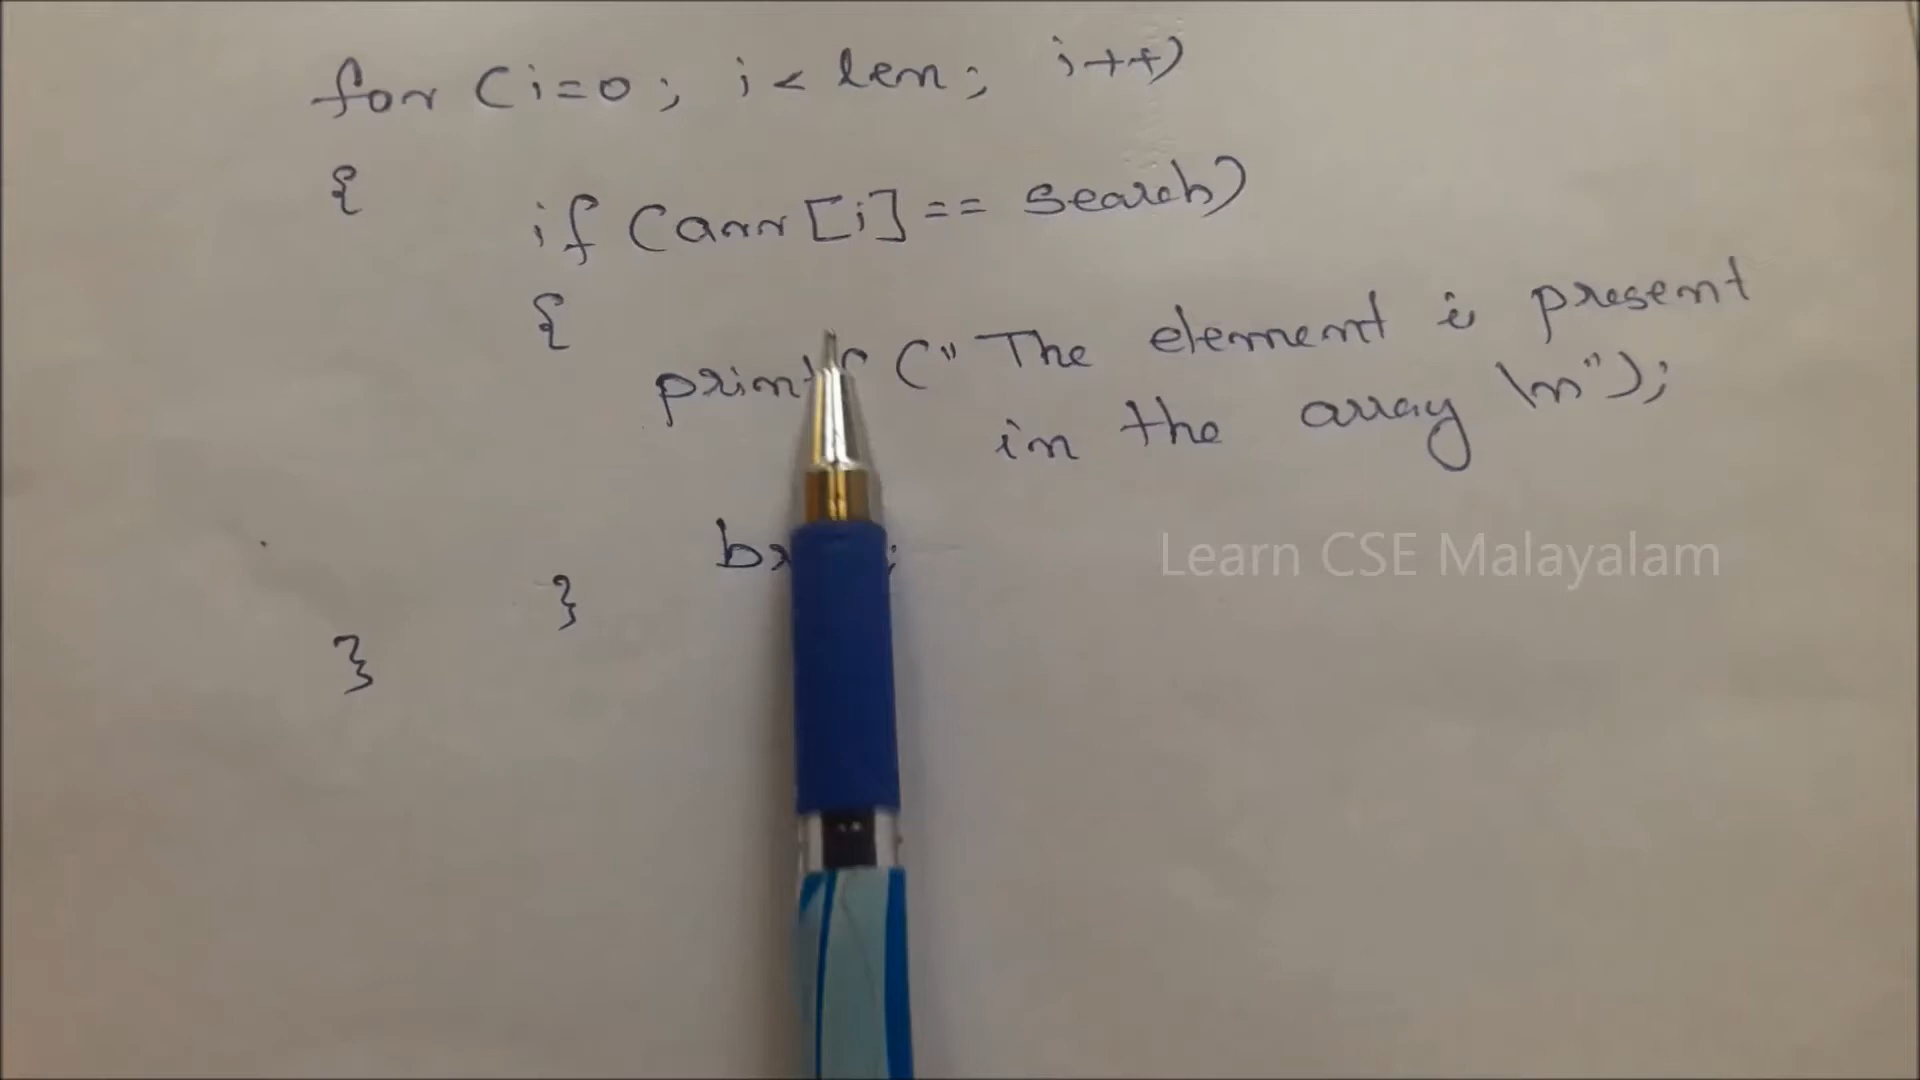 for (i=0; i< len; i++)
{
if (arr[i]== search)
{
("The element is present
in the array \n");
}
}
Learn CSE Malayalam